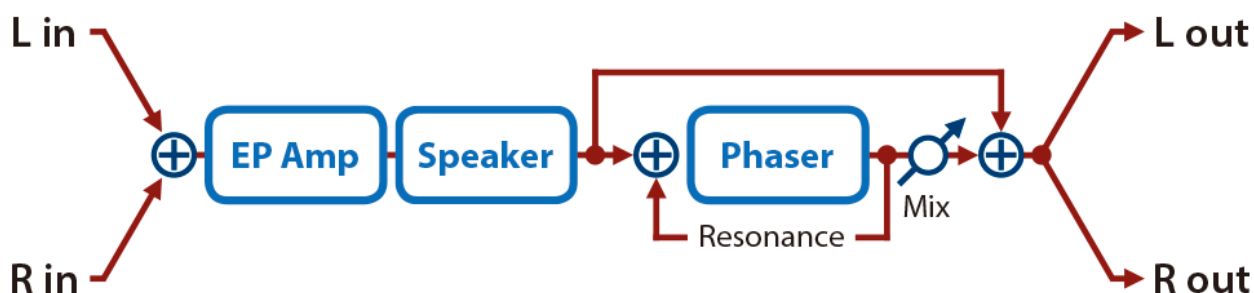 L in
L out
EP Amp
Speaker
Phaser
Mix
Resonance
R in
R out